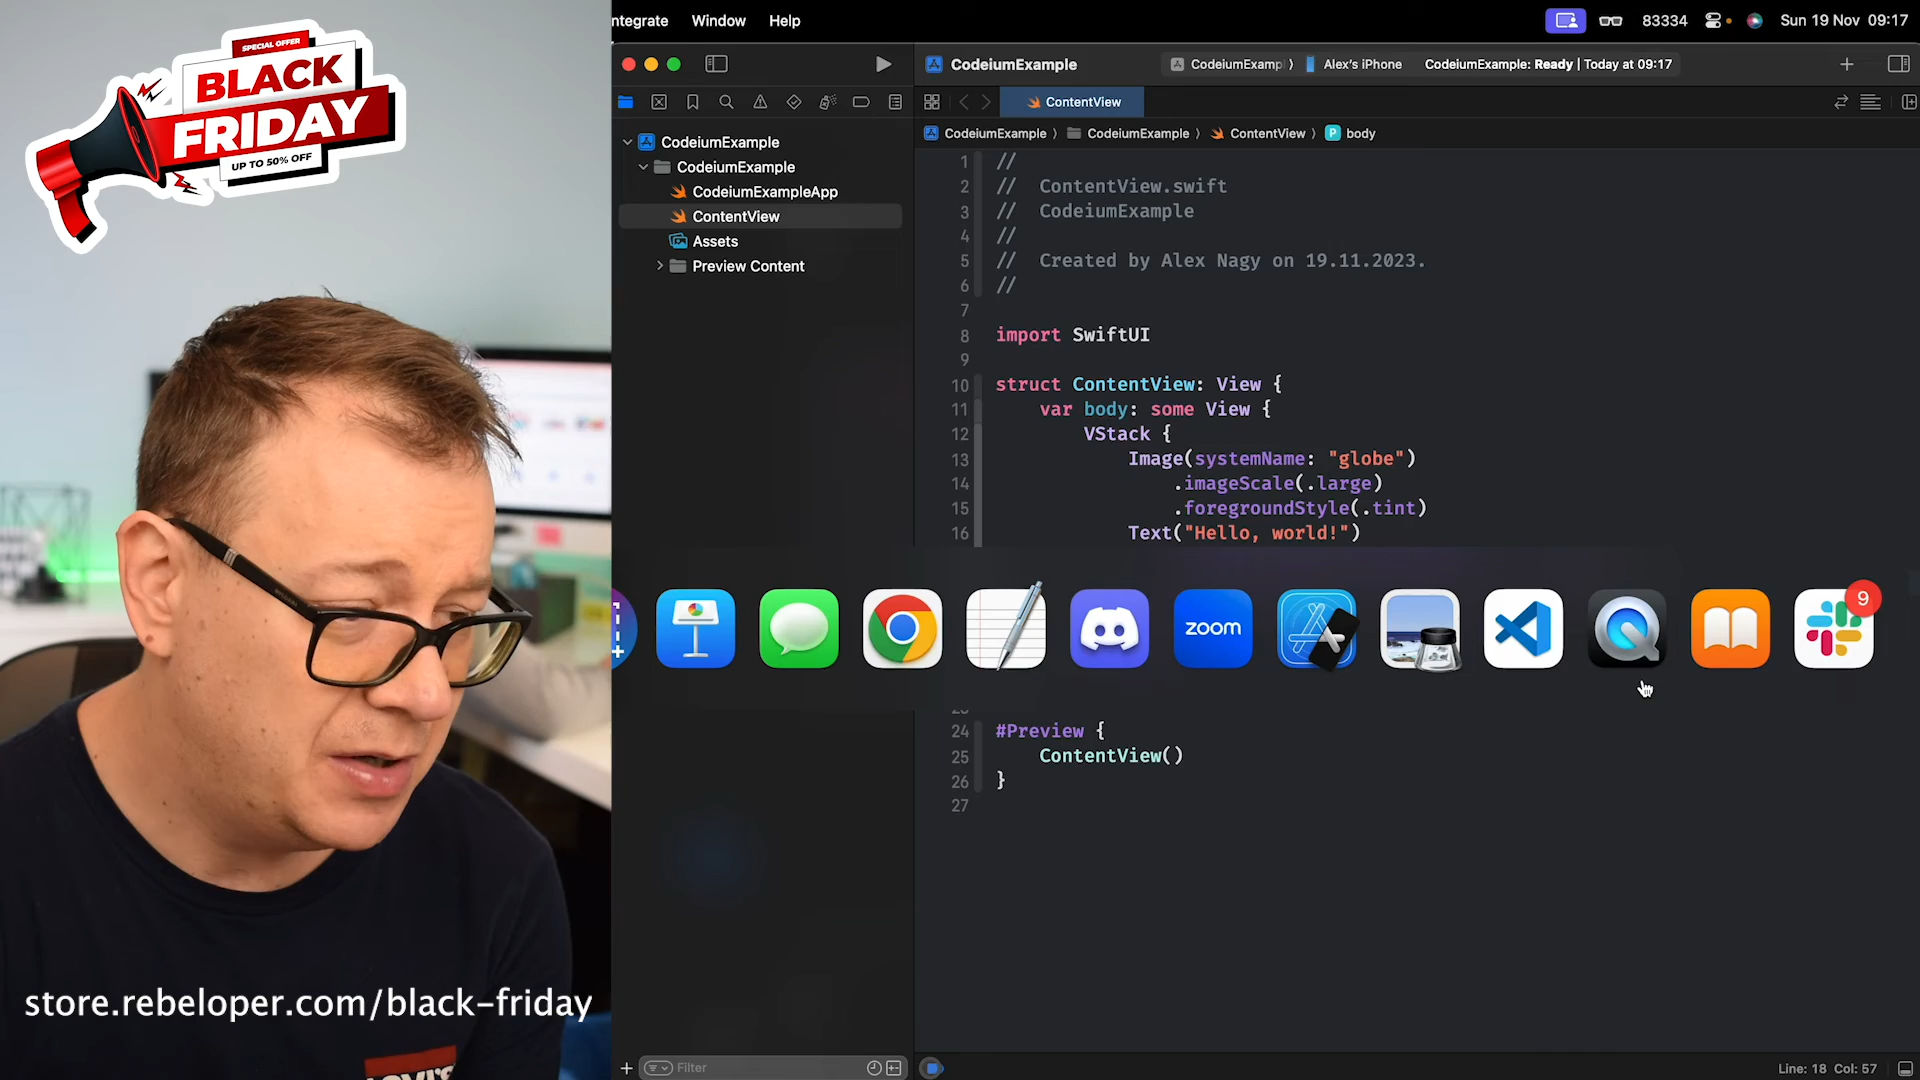 SPECIAL OFFER
BLACK
FRIDAY
UP TO 50% OFF
store.rebeloper.com/black-friday
ntegrate Window Help
83334 Sun 19 Nov 09:17
CodeiumExample
CodeiumExamp Alex's iPhone
CodeiumExample: Ready | Today at 09:17
CodeiumExample
CodeiumExample
CodeiumExampleApp
ContentView
Assets
Preview Content
Filter
ContentView
CodeiumExample CodeiumExample ContentView P body
1 //
2 // ContentView.swift
3 // CodeiumExample
4 //
5 // Created by Alex Nagy on 19.11.2023.
6 //
7
8 import SwiftUI
9
10 struct ContentView: View {
11 var body: some View {
12 VStack {
13 Image(systemName: "globe")
14 .imageScale(.large)
15 .foregroundStyle(.tint)
16 Text("Hello, world!")
zoom
9
24 #Preview {
25 ContentView()
26 }
27
Line: 18 Col: 57